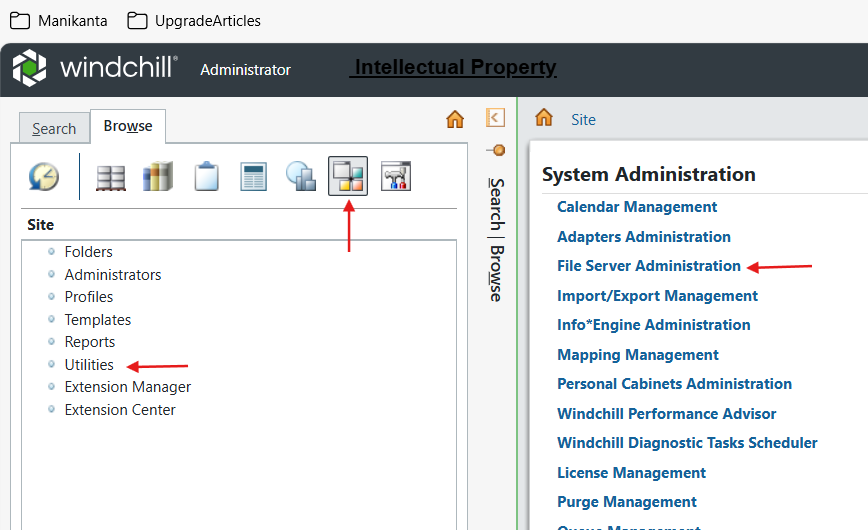 Manikanta
UpgradeArticles
windchill®
Administrator
Intellectual Property
Search
Browse
Site
Folders
Administrators
Profiles
Templates
Reports
Utilities
Extension Manager
Extension Center
Search | Browse
Site
System Administration
Calendar Management
Adapters Administration
File Server Administration
Import/Export Management
Info*Engine Administration
Mapping Management
Personal Cabinets Administration
Windchill Performance Advisor
Windchill Diagnostic Tasks Scheduler
License Management
Purge Management
Queue Management